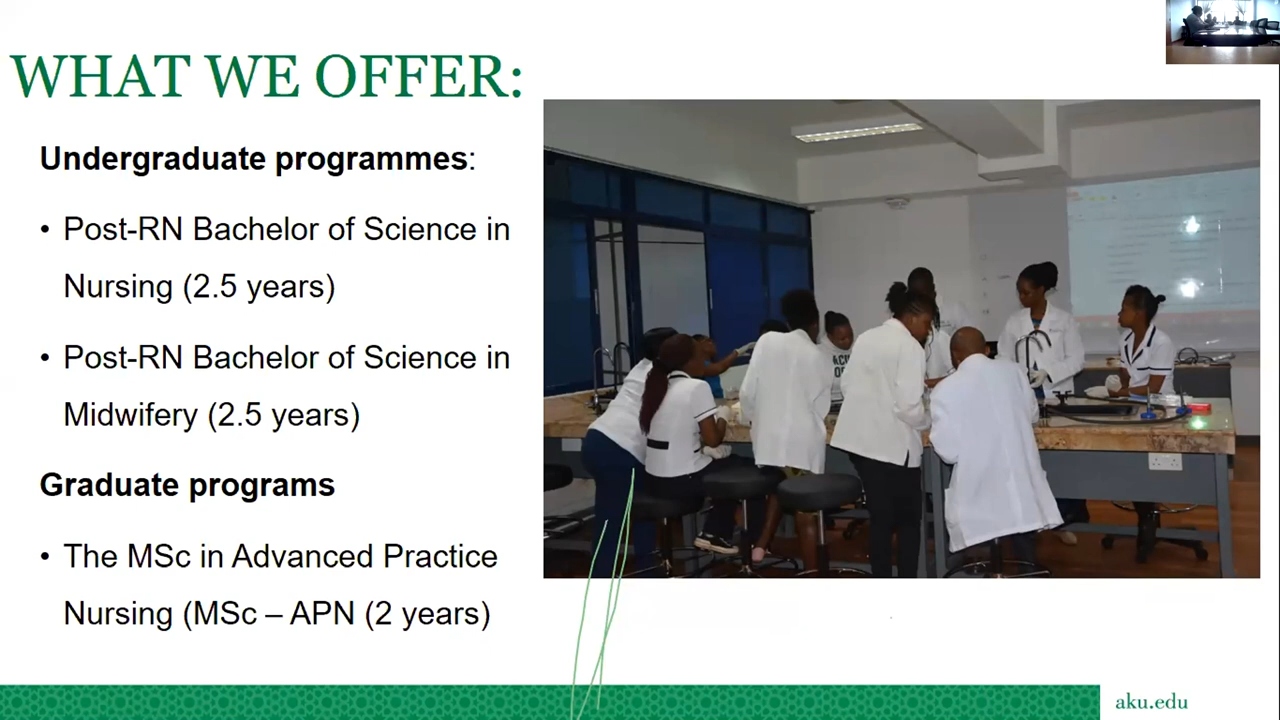 WHAT WE OFFER:
Undergraduate programmes:
• Post-RN Bachelor of Science in
Nursing (2.5 years)
• Post-RN Bachelor of Science in
Midwifery (2.5 years)
Graduate programs
• The MSc in Advanced Practice
Nursing (MSc – APN (2 years)
aku.edu